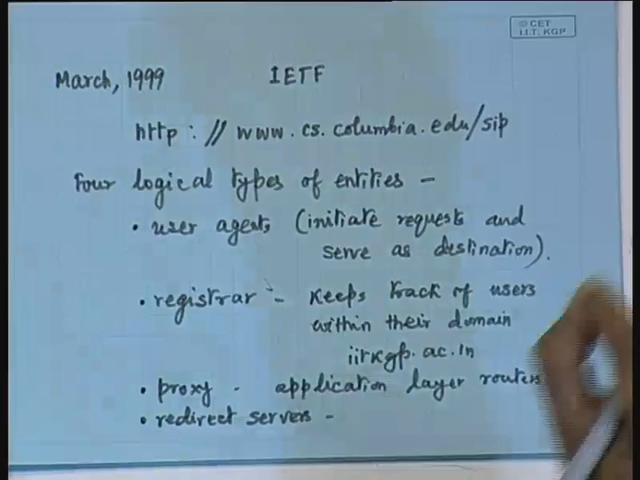 © CET
I.I.T. KGP
March, 1999 IETF
http://www.cs.columbia.edu/sip
Four logical types of entities -
• user agents (initiate requests and
serve as destination).
• registrar - keeps track of users
within their domain
iitkgp.ac.in
• proxy - application layer routers
• redirect servers -